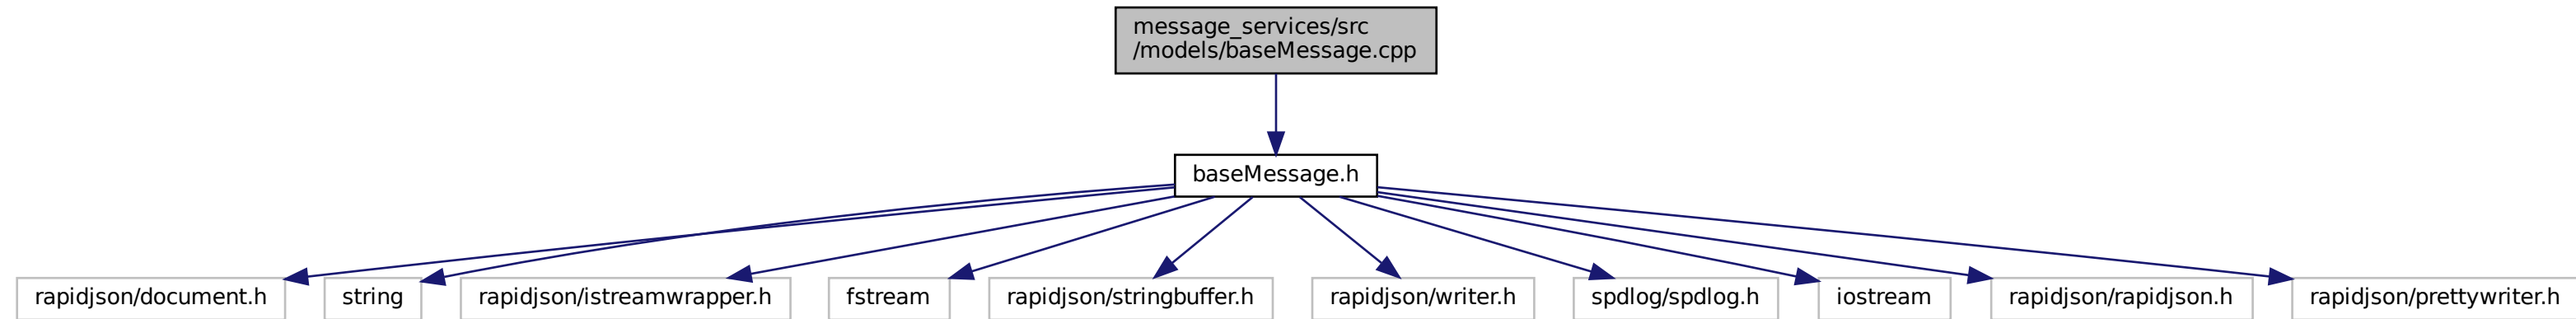 message_services/src
/models/baseMessage.cpp
baseMessage.h
rapidjson/document.h
string
rapidjson/istreamwrapper.h
fstream
rapidjson/stringbuffer.h
rapidjson/writer.h
spdlog/spdlog.h
iostream
rapidjson/rapidjson.h
rapidjson/prettywriter.h